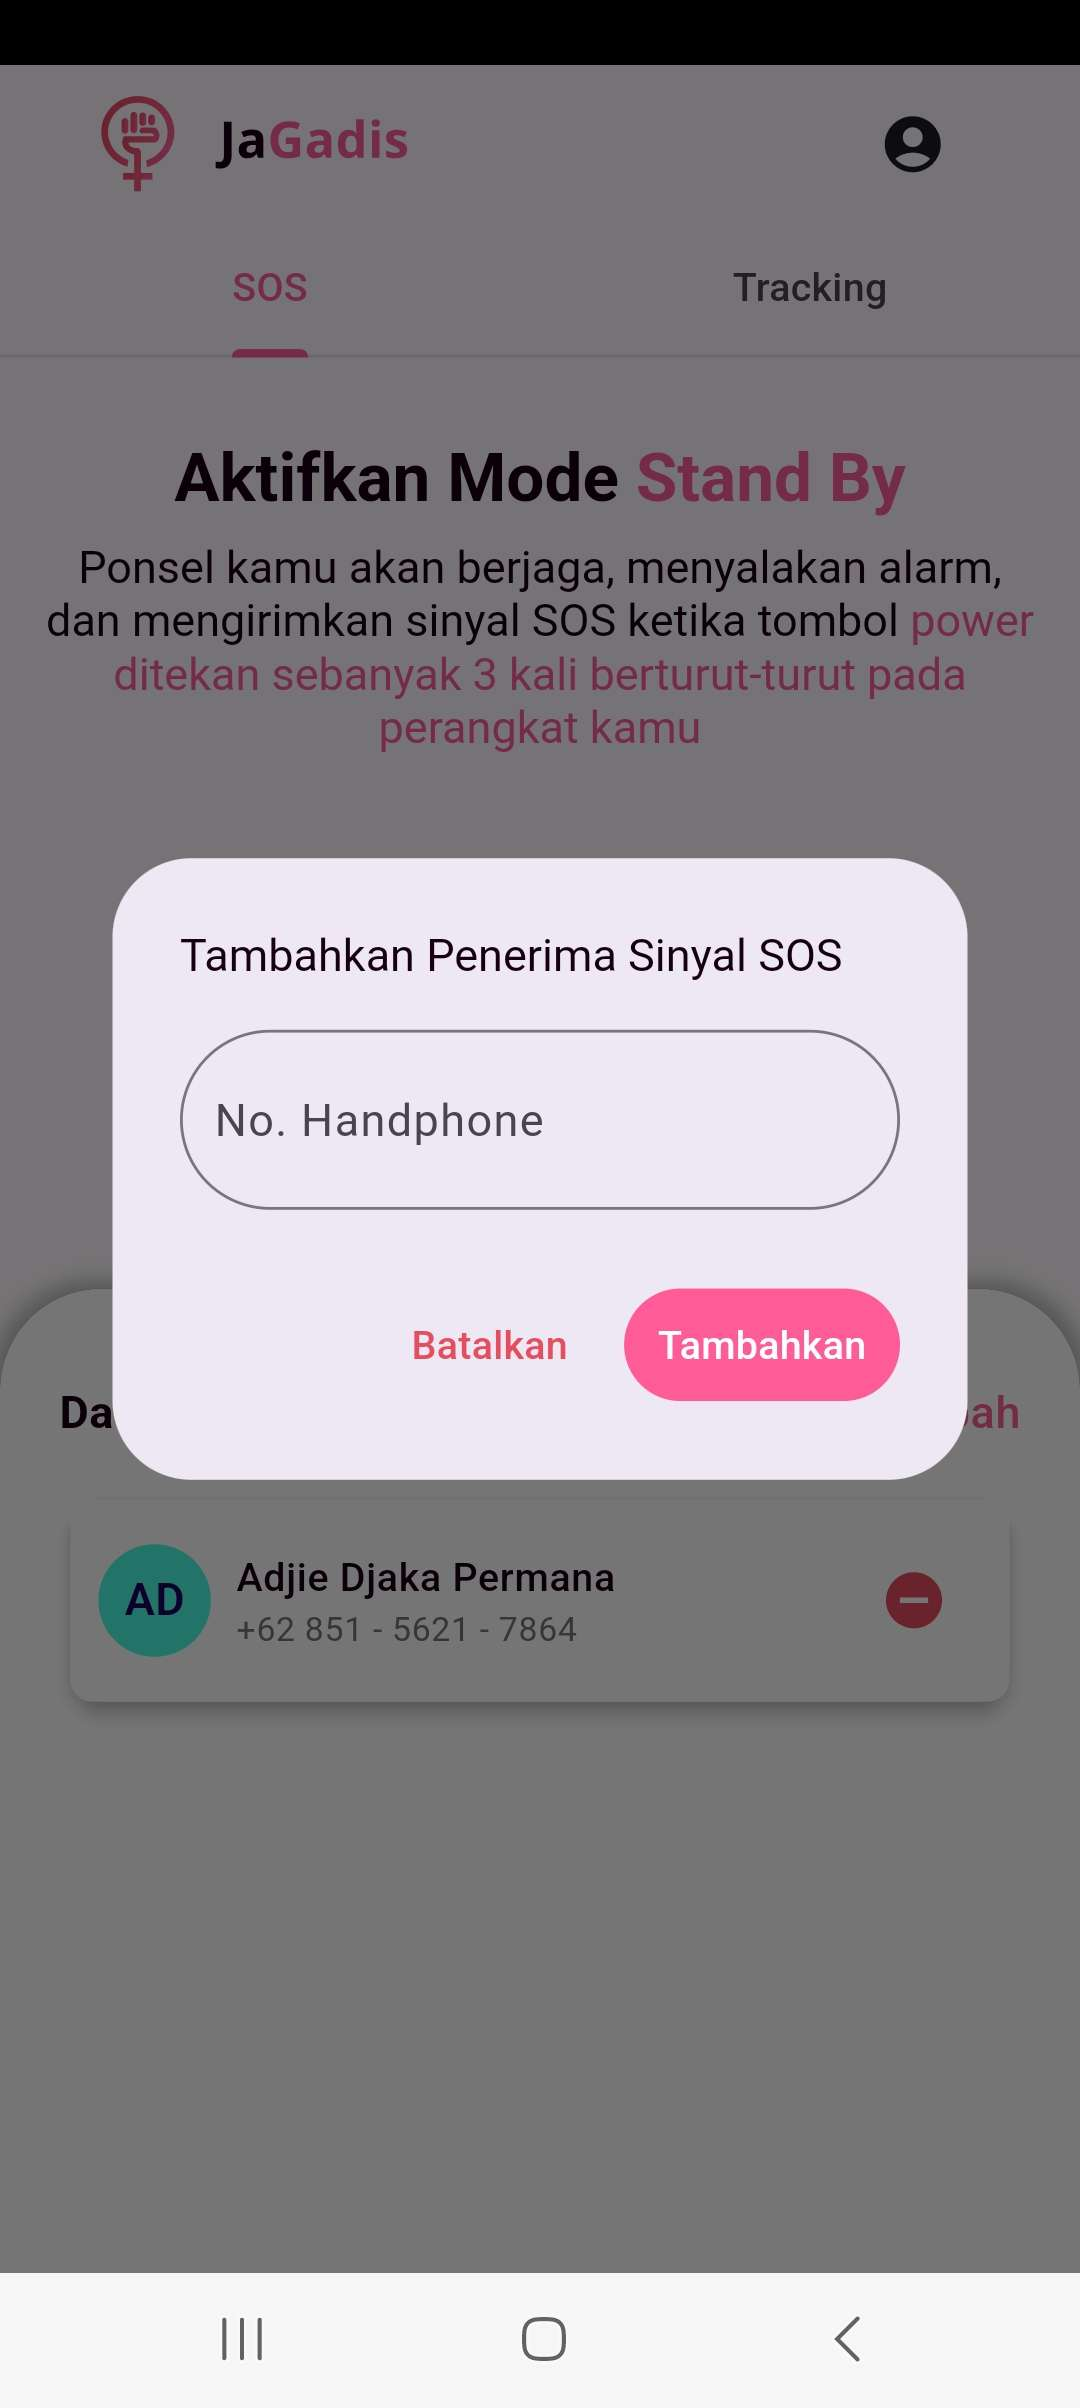 JaGadis
SOS
Tracking
Aktifkan Mode Stand By
Ponsel kamu akan berjaga, menyalakan alarm,
dan mengirimkan sinyal SOS ketika tombol power
ditekan sebanyak 3 kali berturut-turut pada
perangkat kamu
Tambahkan Penerima Sinyal SOS
No. Handphone
Batalkan
Tambahkan
AD
Adjie Djaka Permana
+62 851 - 5621 - 7864